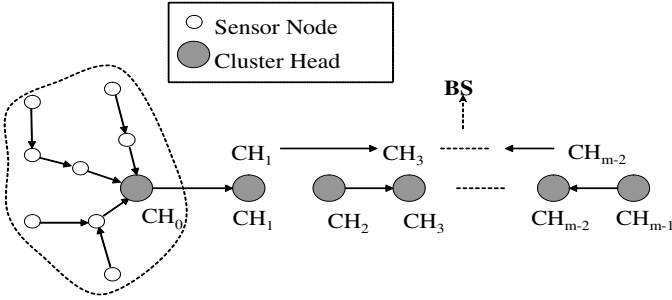 Sensor Node
Cluster Head
BS
CH1 CH3 CHm-2
CH0 CH1 CH2 CH3 CHm-2 CHm-1